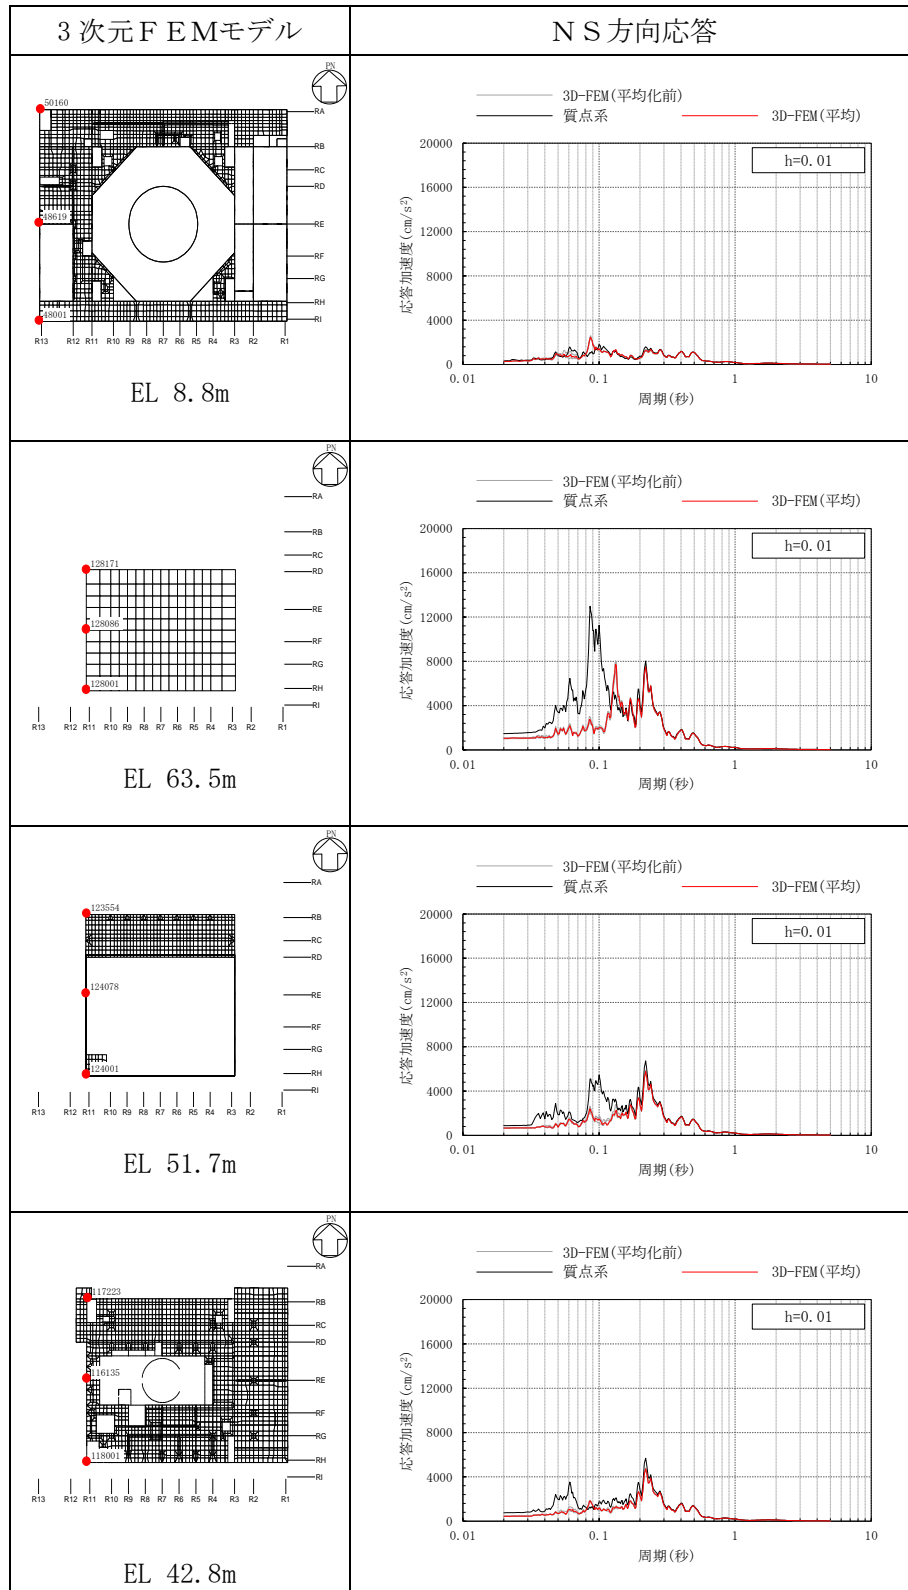 3次元FEMモデル
NS方向応答
PN
50160
48619
48001
RA
RB
RC
RD
RE
RF
RG
RH
RI
R13 R12 R11 R10 R9 R8 R7 R6 R5 R4 R3 R2 R1
EL 8.8m
3D-FEM(平均化前)
質点系 3D-FEM(平均)
h=0.01
応答加速度(cm/s²)
20000
16000
12000
8000
4000
0
0.01 0.1 1 10
周期(秒)
PN
128171
128086
128001
RA
RB
RC
RD
RE
RF
RG
RH
RI
R13 R12 R11 R10 R9 R8 R7 R6 R5 R4 R3 R2 R1
EL 63.5m
3D-FEM(平均化前)
質点系 3D-FEM(平均)
h=0.01
応答加速度(cm/s²)
20000
16000
12000
8000
4000
0
0.01 0.1 1 10
周期(秒)
PN
123554
124078
124001
RA
RB
RC
RD
RE
RF
RG
RH
RI
R13 R12 R11 R10 R9 R8 R7 R6 R5 R4 R3 R2 R1
EL 51.7m
3D-FEM(平均化前)
質点系 3D-FEM(平均)
h=0.01
応答加速度(cm/s²)
20000
16000
12000
8000
4000
0
0.01 0.1 1 10
周期(秒)
PN
117223
116135
118001
RA
RB
RC
RD
RE
RF
RG
RH
RI
R13 R12 R11 R10 R9 R8 R7 R6 R5 R4 R3 R2 R1
EL 42.8m
3D-FEM(平均化前)
質点系 3D-FEM(平均)
h=0.01
応答加速度(cm/s²)
20000
16000
12000
8000
4000
0
0.01 0.1 1 10
周期(秒)